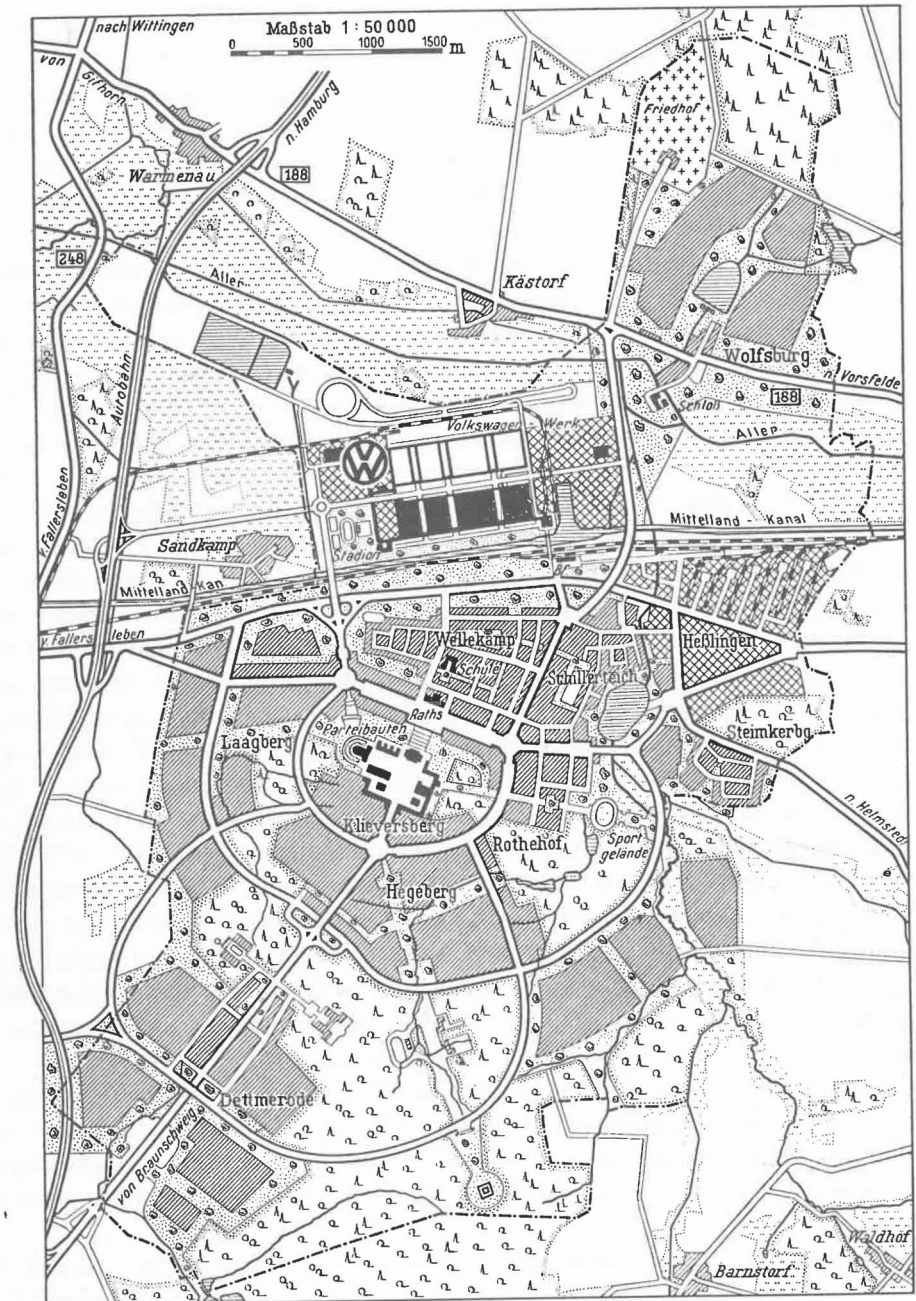 nach Wittingen
Maßstab 1 : 50 000
0 500 1000 1500 m
von
Gifhorn
n. Hamburg
Friedhof
Warmenau
188
248
Aller
Kästorf
Wolfsburg
n. Vorsfelde
188
Schloß
Autobahn
Volkswagen-Werk
Aller
v. Fallersleben
Mittelland-Kanal
Sandkamp
Stadion
Bf
Mittelland-Kan
v. Fallersleben
Wellekamp
Heßlingen
Schule
Schillerteich
Raths
Parteibauten
Laagberg
Steimkerbg
Klieversberg
Rothehof
Sport
gelände
n. Helmsted
Hegeberg
Detmerode
von Braunschweig
Waldhof
Barnstorf